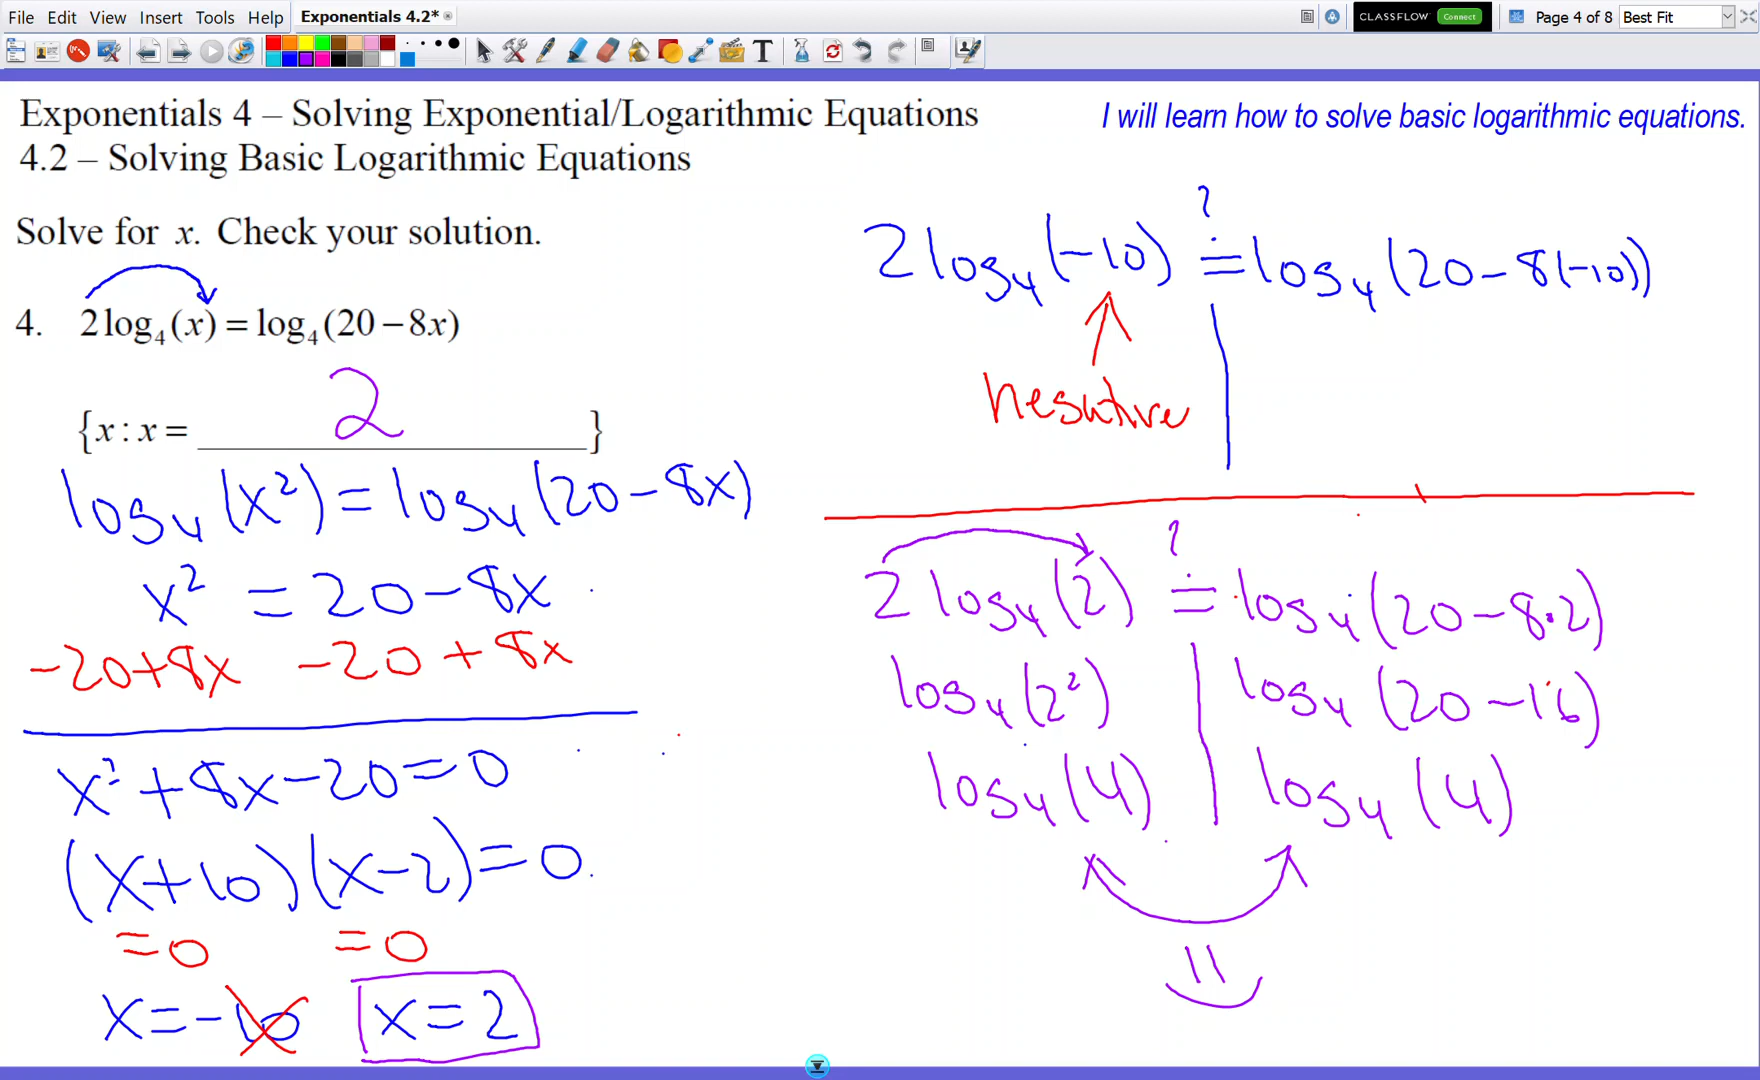 File Edit View Insert Tools Help Exponentials 4.2* CLASSFLOW Connect Page 4 of 8 Best Fit
Exponentials 4 – Solving Exponential/Logarithmic Equations
4.2 – Solving Basic Logarithmic Equations
I will learn how to solve basic logarithmic equations.
Solve for x. Check your solution.
4. 2log₄(x) = log₄(20 − 8x)
{x : x = 2}
log₄(x²) = log₄(20 − 8x)
x² = 20 − 8x
−20 + 8x −20 + 8x
x² + 8x − 20 = 0
(x + 10)(x − 2) = 0
= 0 = 0
x = −10 x = 2
?
2log₄(−10) = log₄(20 − 8(−10))
negative
?
2log₄(2) = log₄(20 − 8·2)
log₄(2²) log₄(20 − 16)
log₄(4) log₄(4)